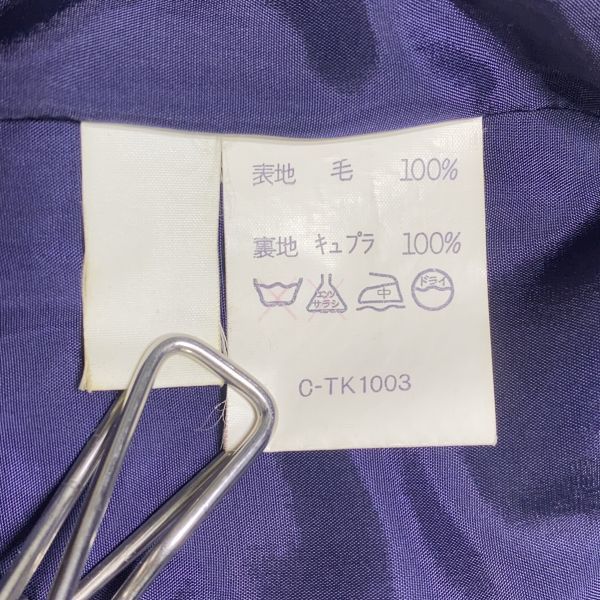 表地 毛 100%
裏地 キュプラ 100%
エンソ サラシ 中 ドライ
C-TK1003